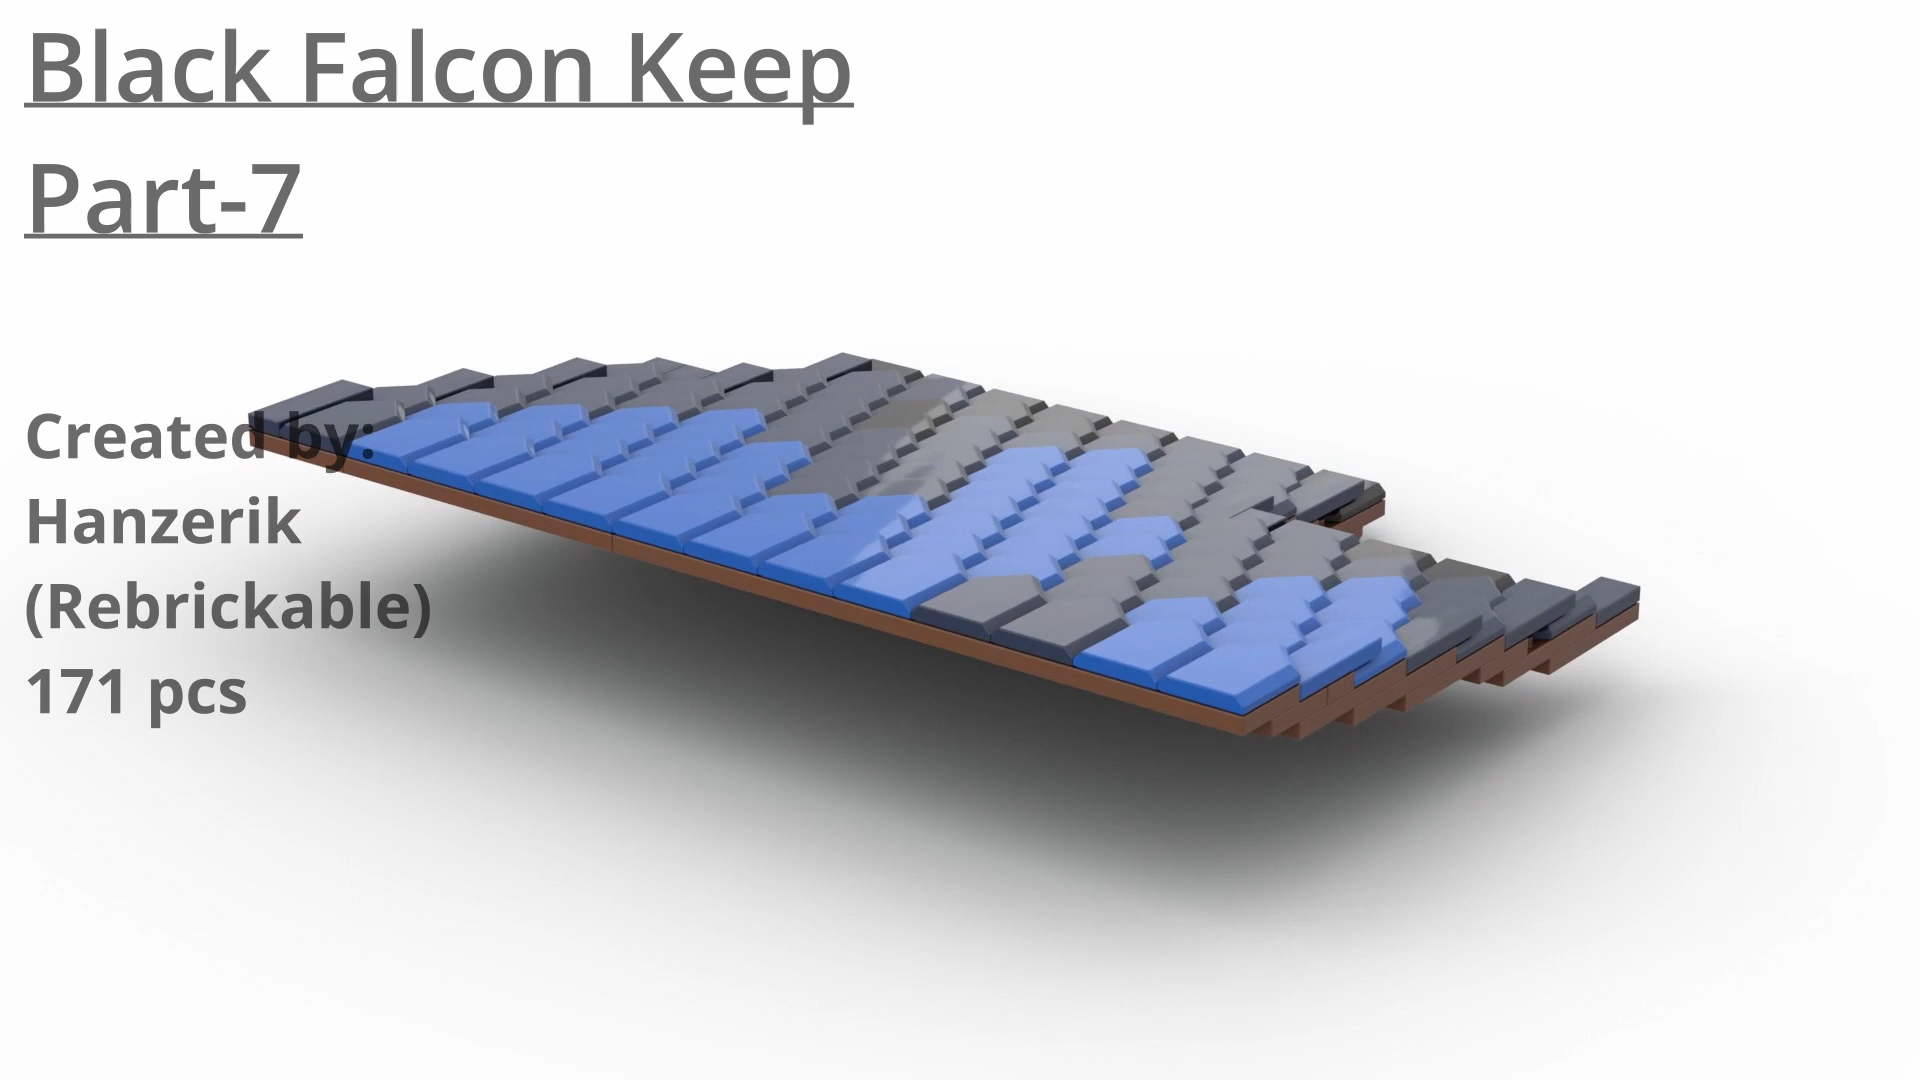 Black Falcon Keep
Part-7
Created by:
Hanzerik
(Rebrickable)
171 pcs